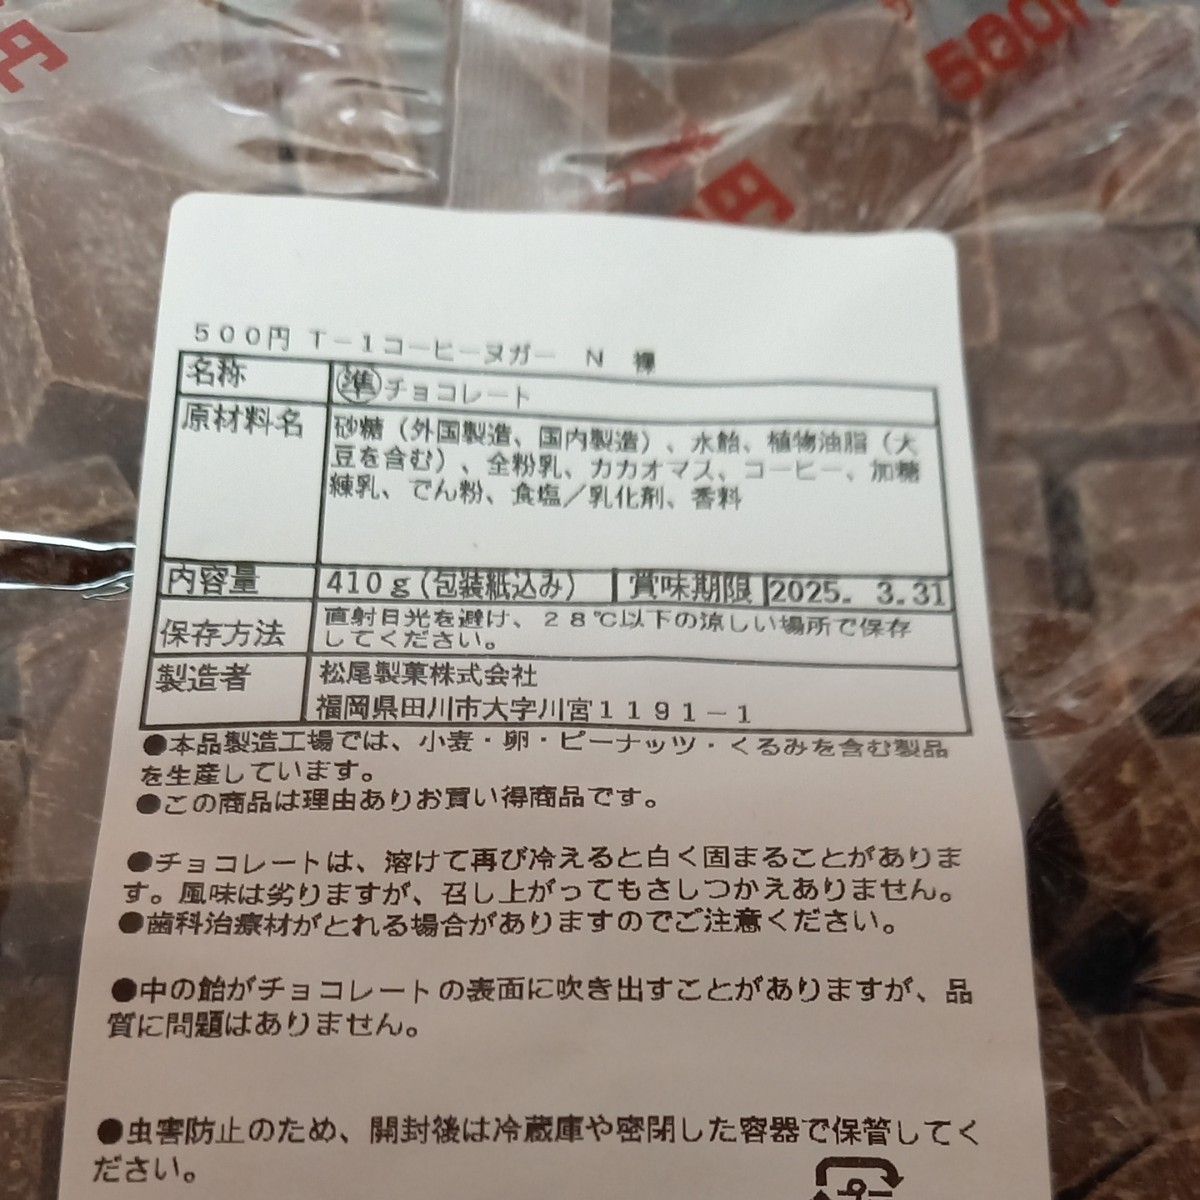 500円
500円
500円 T－1コーヒーヌガー N 裸
名称
㊜チョコレート
原材料名
砂糖（外国製造、国内製造）、水飴、植物油脂（大
豆を含む）、全粉乳、カカオマス、コーヒー、加糖
練乳、でん粉、食塩／乳化剤、香料
内容量
410g（包装紙込み）
賞味期限
2025. 3.31
保存方法
直射日光を避け、28℃以下の涼しい場所で保存
してください。
製造者
松尾製菓株式会社
福岡県田川市大字川宮1191－1
●本品製造工場では、小麦・卵・ピーナッツ・くるみを含む製品
を生産しています。
●この商品は理由ありお買い得商品です。
●チョコレートは、溶けて再び冷えると白く固まることがありま
す。風味は劣りますが、召し上がってもさしつかえありません。
●歯科治療材がとれる場合がありますのでご注意ください。
●中の飴がチョコレートの表面に吹き出すことがありますが、品
質に問題はありません。
●虫害防止のため、開封後は冷蔵庫や密閉した容器で保管してく
ださい。